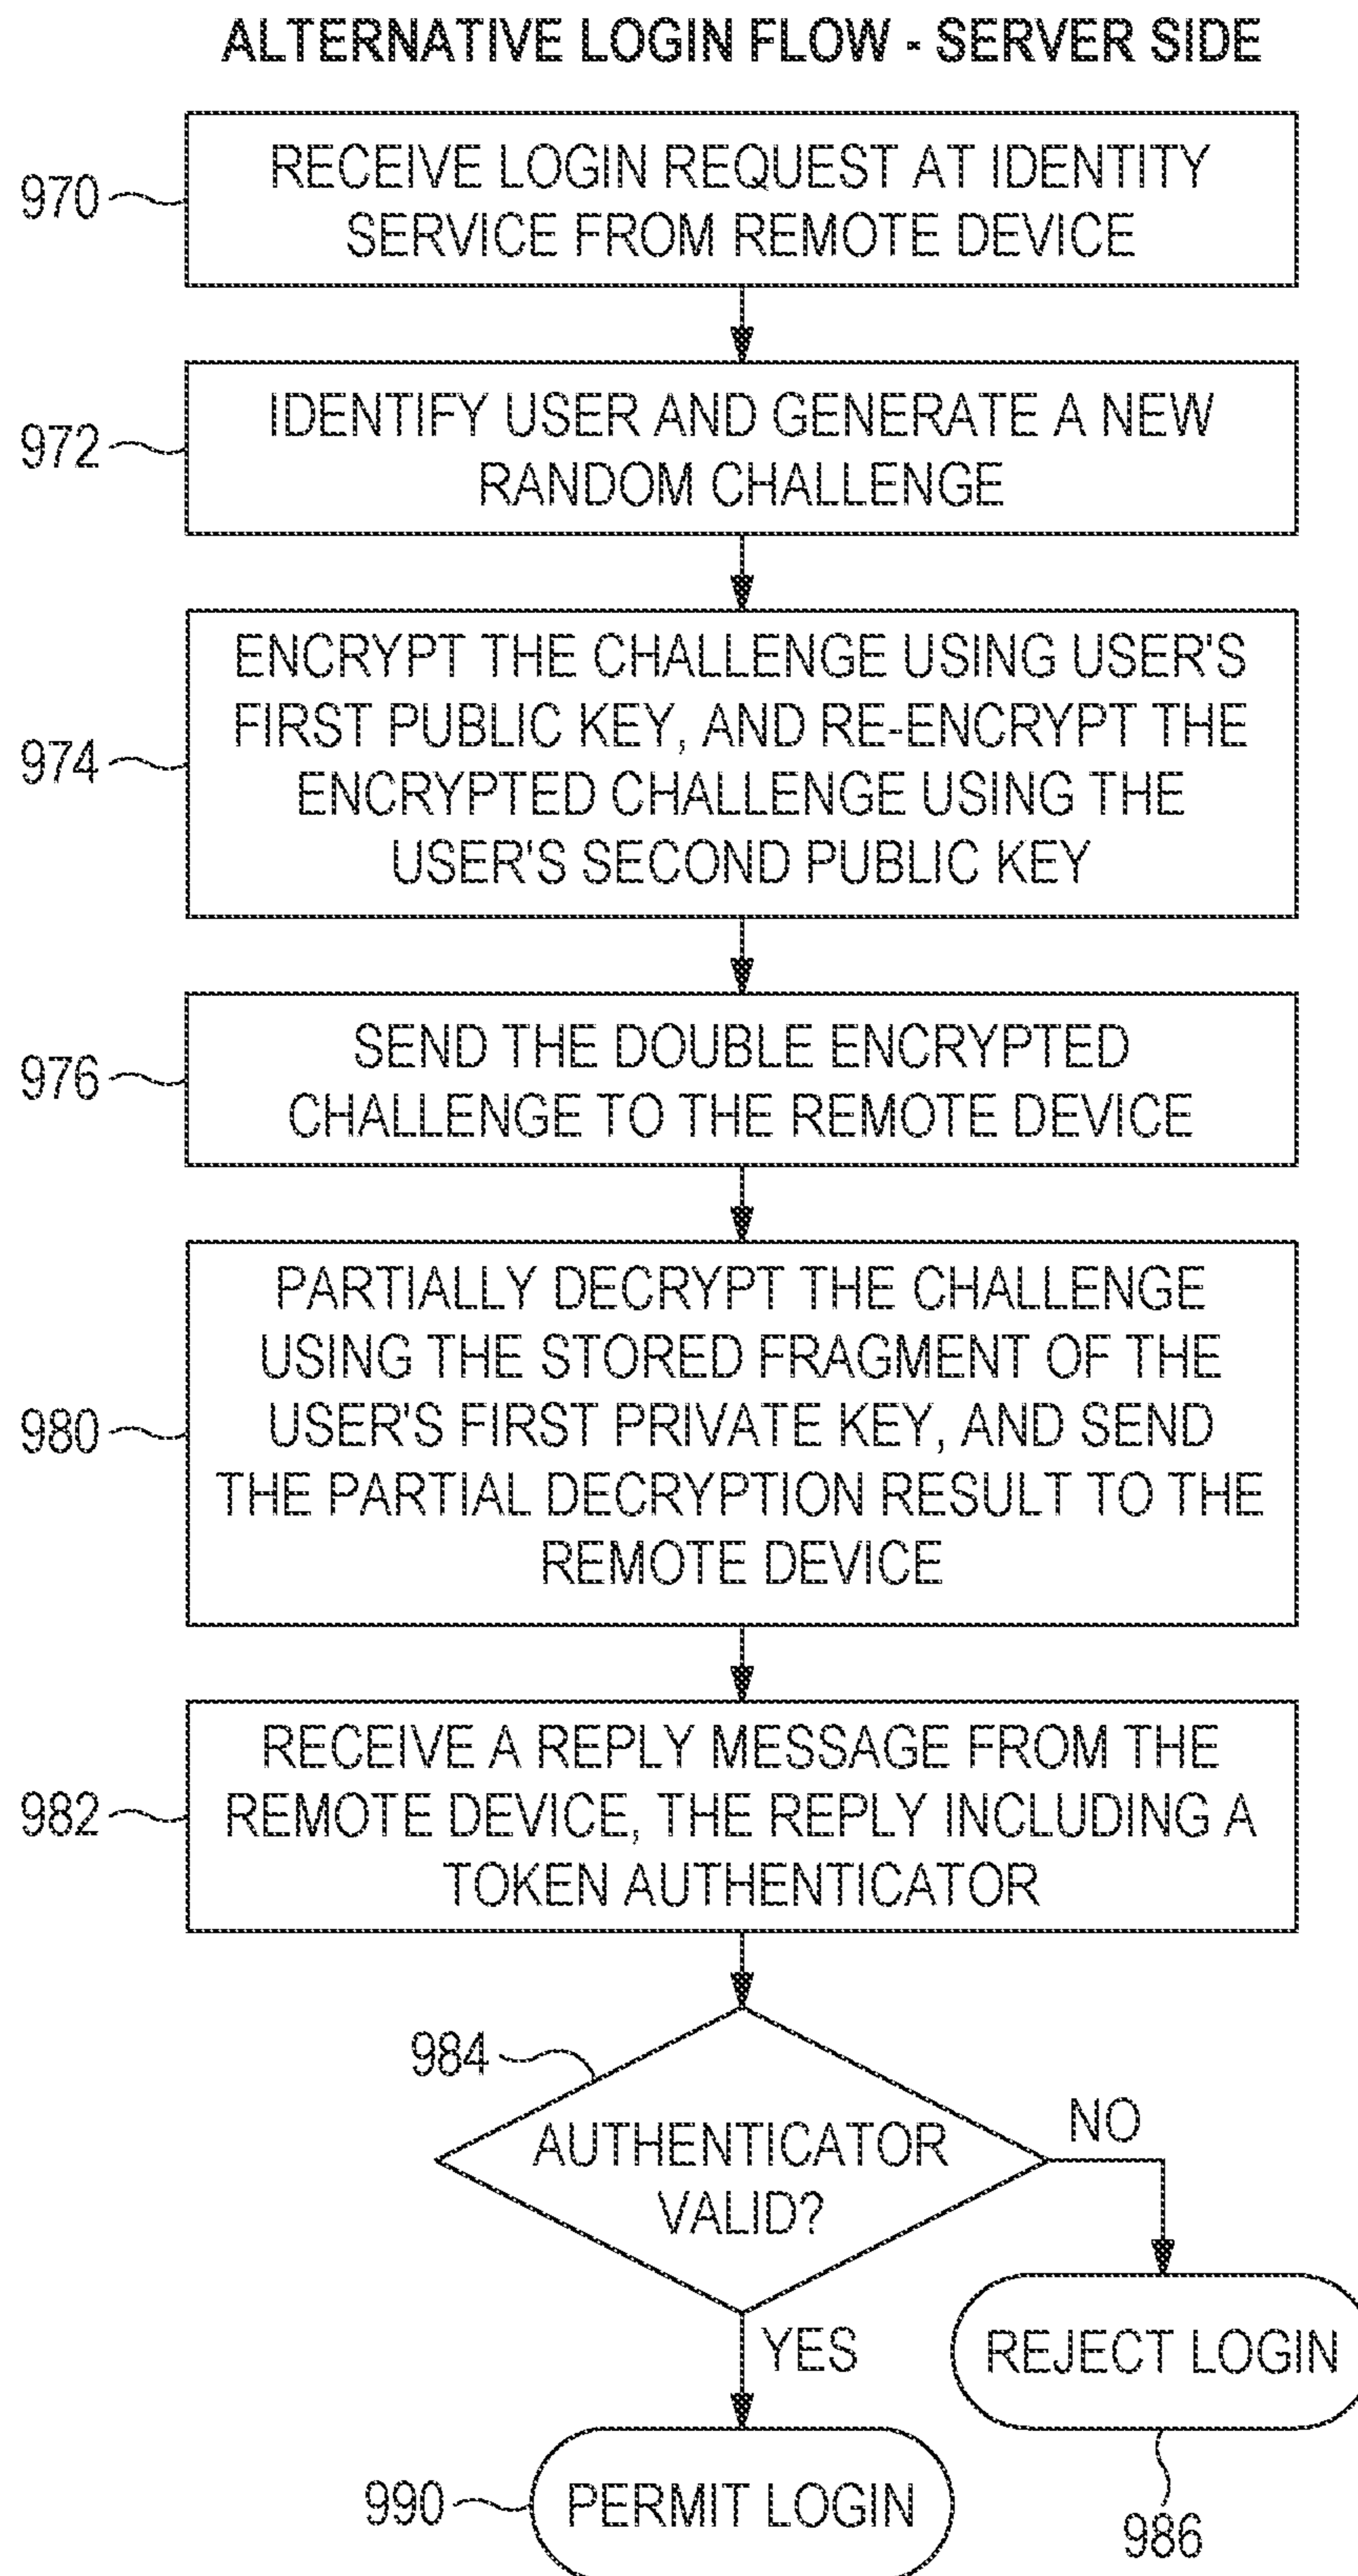 ALTERNATIVE LOGIN FLOW - SERVER SIDE
970
RECEIVE LOGIN REQUEST AT IDENTITY
SERVICE FROM REMOTE DEVICE
972
IDENTIFY USER AND GENERATE A NEW
RANDOM CHALLENGE
974
ENCRYPT THE CHALLENGE USING USER'S
FIRST PUBLIC KEY, AND RE-ENCRYPT THE
ENCRYPTED CHALLENGE USING THE
USER'S SECOND PUBLIC KEY
976
SEND THE DOUBLE ENCRYPTED
CHALLENGE TO THE REMOTE DEVICE
980
PARTIALLY DECRYPT THE CHALLENGE
USING THE STORED FRAGMENT OF THE
USER'S FIRST PRIVATE KEY, AND SEND
THE PARTIAL DECRYPTION RESULT TO THE
REMOTE DEVICE
982
RECEIVE A REPLY MESSAGE FROM THE
REMOTE DEVICE, THE REPLY INCLUDING A
TOKEN AUTHENTICATOR
984
AUTHENTICATOR
VALID?
NO
YES
REJECT LOGIN
986
990
PERMIT LOGIN